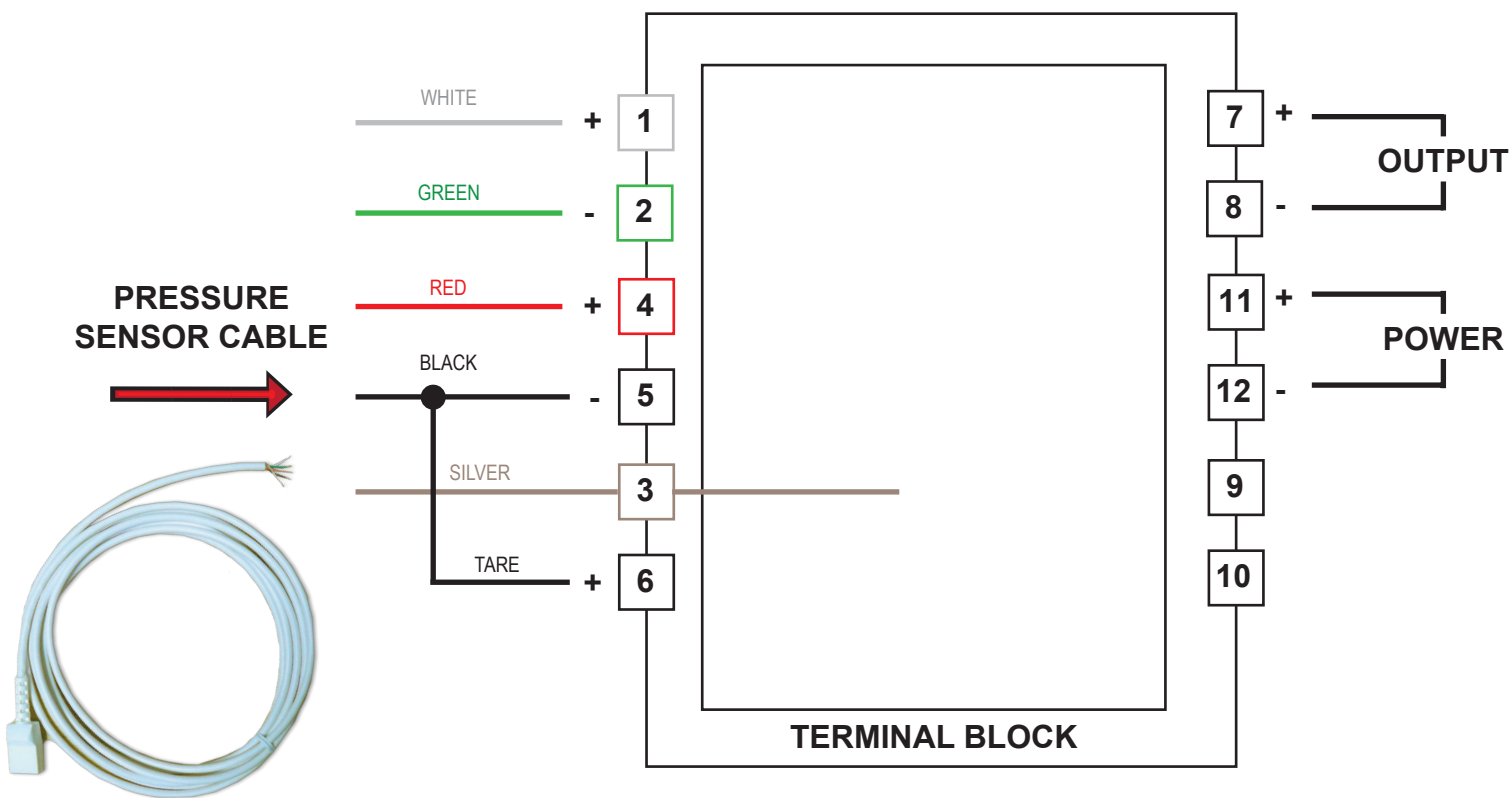 WHITE
+
1
GREEN
-
2
PRESSURE
SENSOR CABLE
RED
+
4
BLACK
-
5
SILVER
3
TARE
+
6
7
+
OUTPUT
8
-
11
+
POWER
12
-
9
10
TERMINAL BLOCK